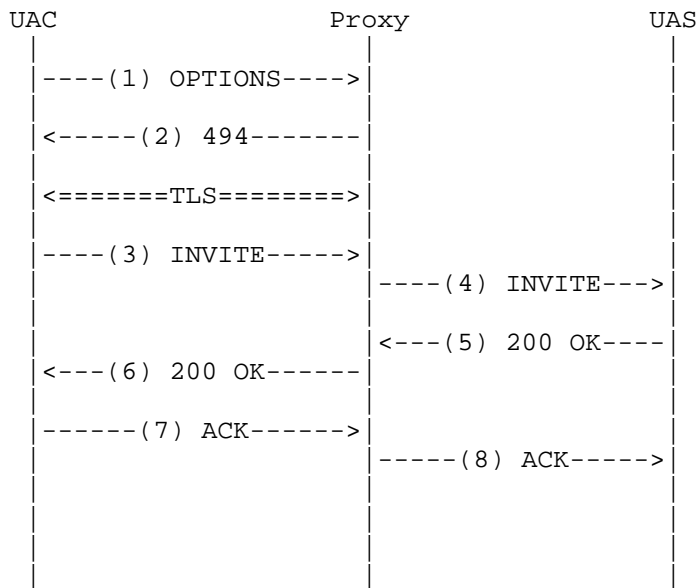 UAC Proxy UAS
----(1) OPTIONS---->
<-----(2) 494-------
<=======TLS========>
----(3) INVITE----->
----(4) INVITE--->
<---(5) 200 OK----
<---(6) 200 OK------
------(7) ACK------>
-----(8) ACK----->